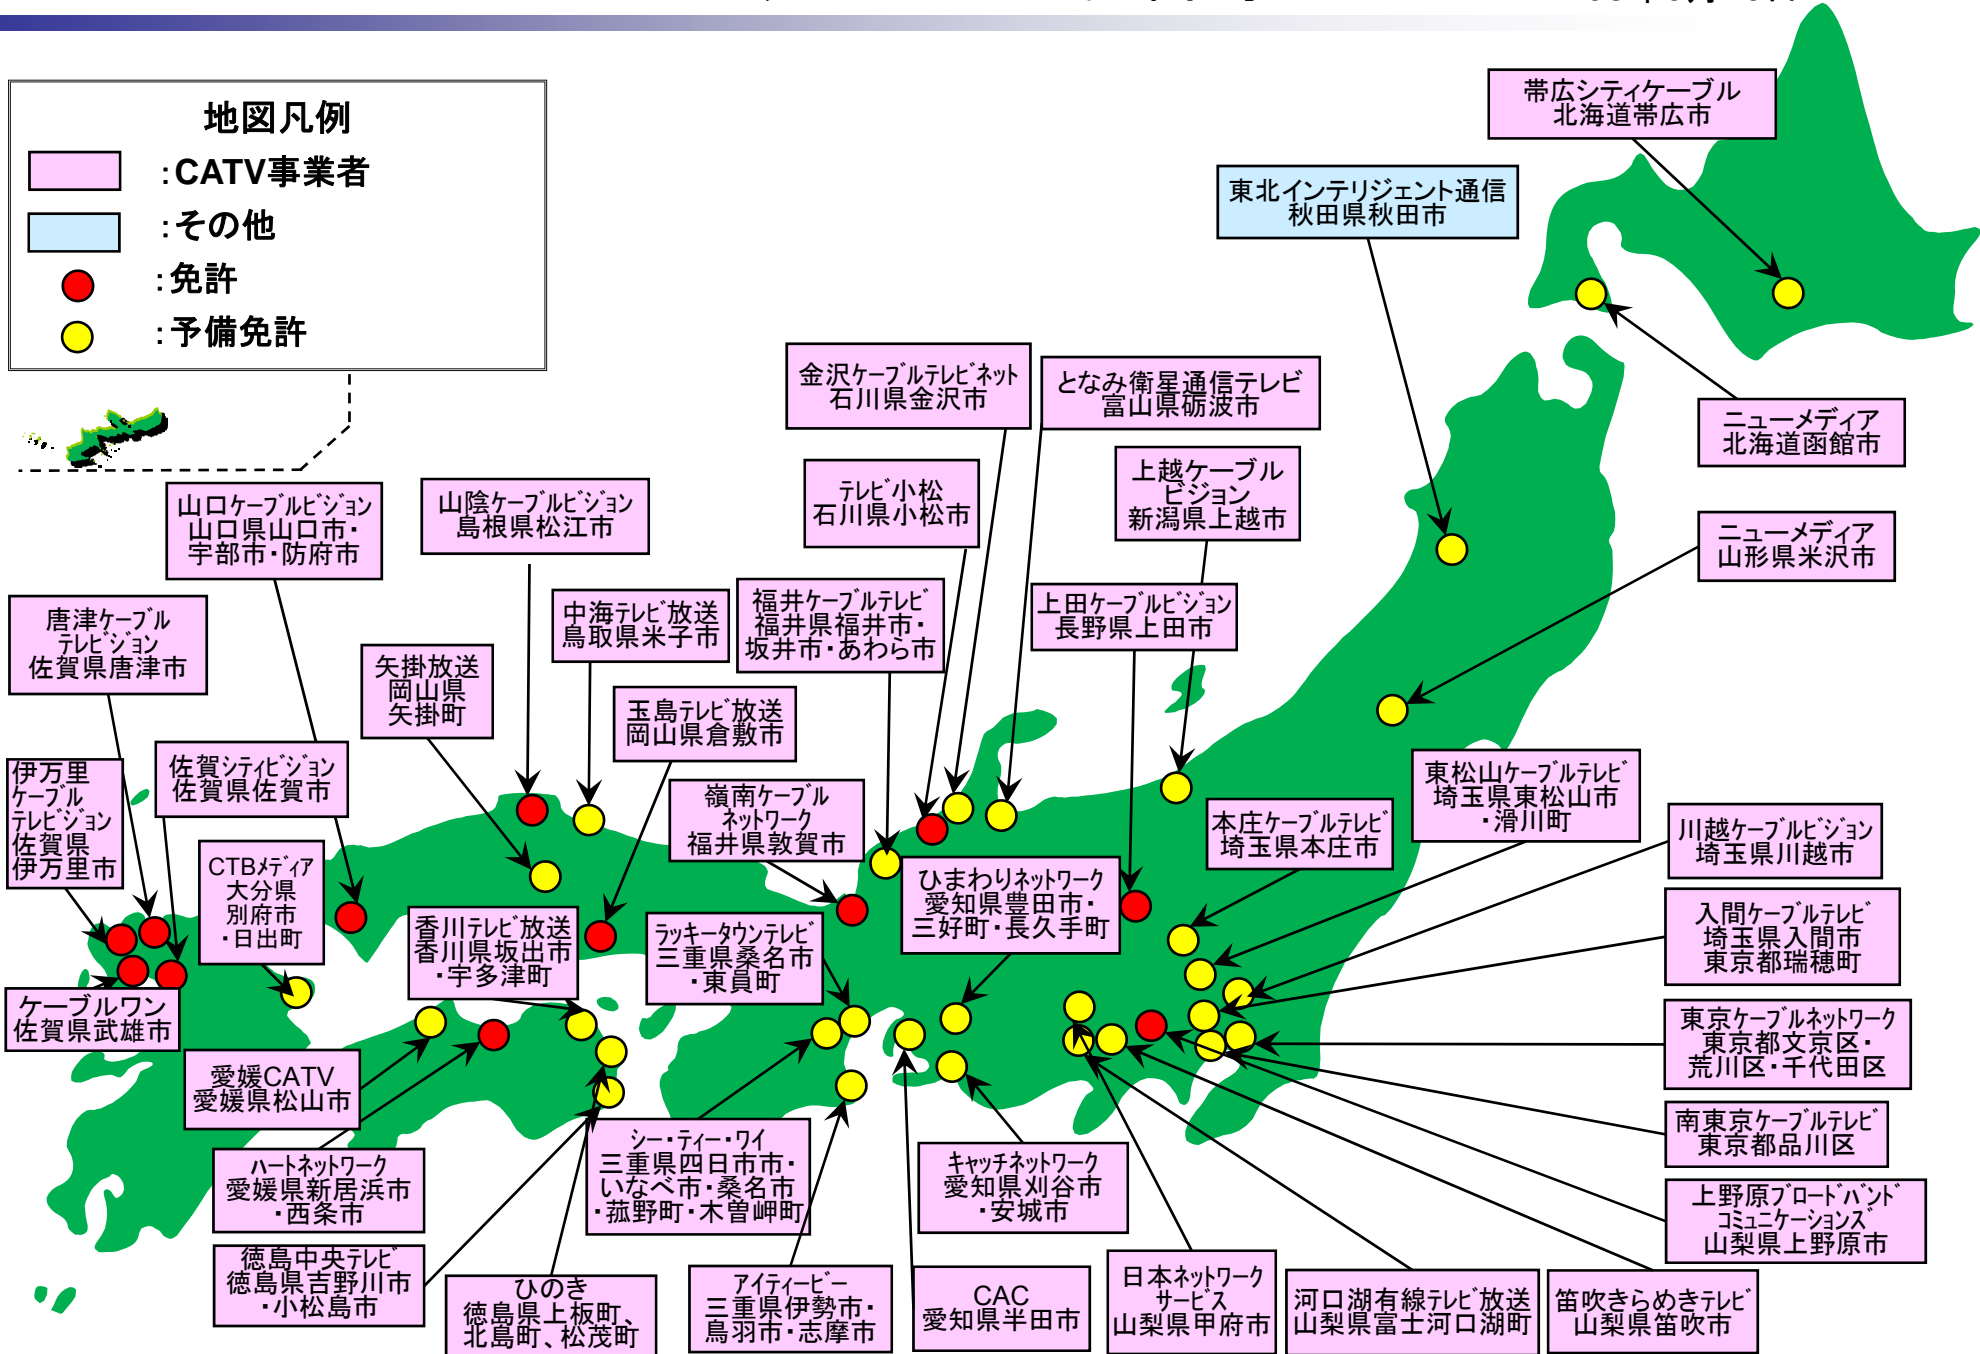 地図凡例
:CATV事業者
:その他
:免許
:予備免許
帯広シティケーブル
北海道帯広市
東北インテリジェント通信
秋田県秋田市
金沢ケーブルテレビネット
石川県金沢市
となみ衛星通信テレビ
富山県砺波市
ニューメディア
北海道函館市
山口ケーブルビジョン
山口県山口市・
宇部市・防府市
山陰ケーブルビジョン
島根県松江市
テレビ小松
石川県小松市
上越ケーブル
ビジョン
新潟県上越市
ニューメディア
山形県米沢市
唐津ケーブル
テレビジョン
佐賀県唐津市
中海テレビ放送
鳥取県米子市
福井ケーブルテレビ
福井県福井市・
坂井市・あわら市
上田ケーブルビジョン
長野県上田市
矢掛放送
岡山県
矢掛町
玉島テレビ放送
岡山県倉敷市
伊万里
ケーブル
テレビジョン
佐賀県
伊万里市
佐賀シティビジョン
佐賀県佐賀市
嶺南ケーブル
ネットワーク
福井県敦賀市
本庄ケーブルテレビ
埼玉県本庄市
東松山ケーブルテレビ
埼玉県東松山市
・滑川町
川越ケーブルビジョン
埼玉県川越市
CTBメディア
大分県
別府市
・日出町
香川テレビ放送
香川県坂出市
・宇多津町
ラッキータウンテレビ
三重県桑名市
・東員町
ひまわりネットワーク
愛知県豊田市・
三好町・長久手町
入間ケーブルテレビ
埼玉県入間市
東京都瑞穂町
ケーブルワン
佐賀県武雄市
東京ケーブルネットワーク
東京都文京区・
荒川区・千代田区
愛媛CATV
愛媛県松山市
南東京ケーブルテレビ
東京都品川区
ハートネットワーク
愛媛県新居浜市
・西条市
シー・ティー・ワイ
三重県四日市市・
いなべ市・桑名市
・菰野町・木曽岬町
キャッチネットワーク
愛知県刈谷市
・安城市
上野原ブロードバンド
コミュニケーションズ
山梨県上野原市
徳島中央テレビ
徳島県吉野川市
・小松島市
ひのき
徳島県上板町、
北島町、松茂町
アイティービー
三重県伊勢市・
鳥羽市・志摩市
CAC
愛知県半田市
日本ネットワーク
サービス
山梨県甲府市
河口湖有線テレビ放送
山梨県富士河口湖町
笛吹きらめきテレビ
山梨県笛吹市